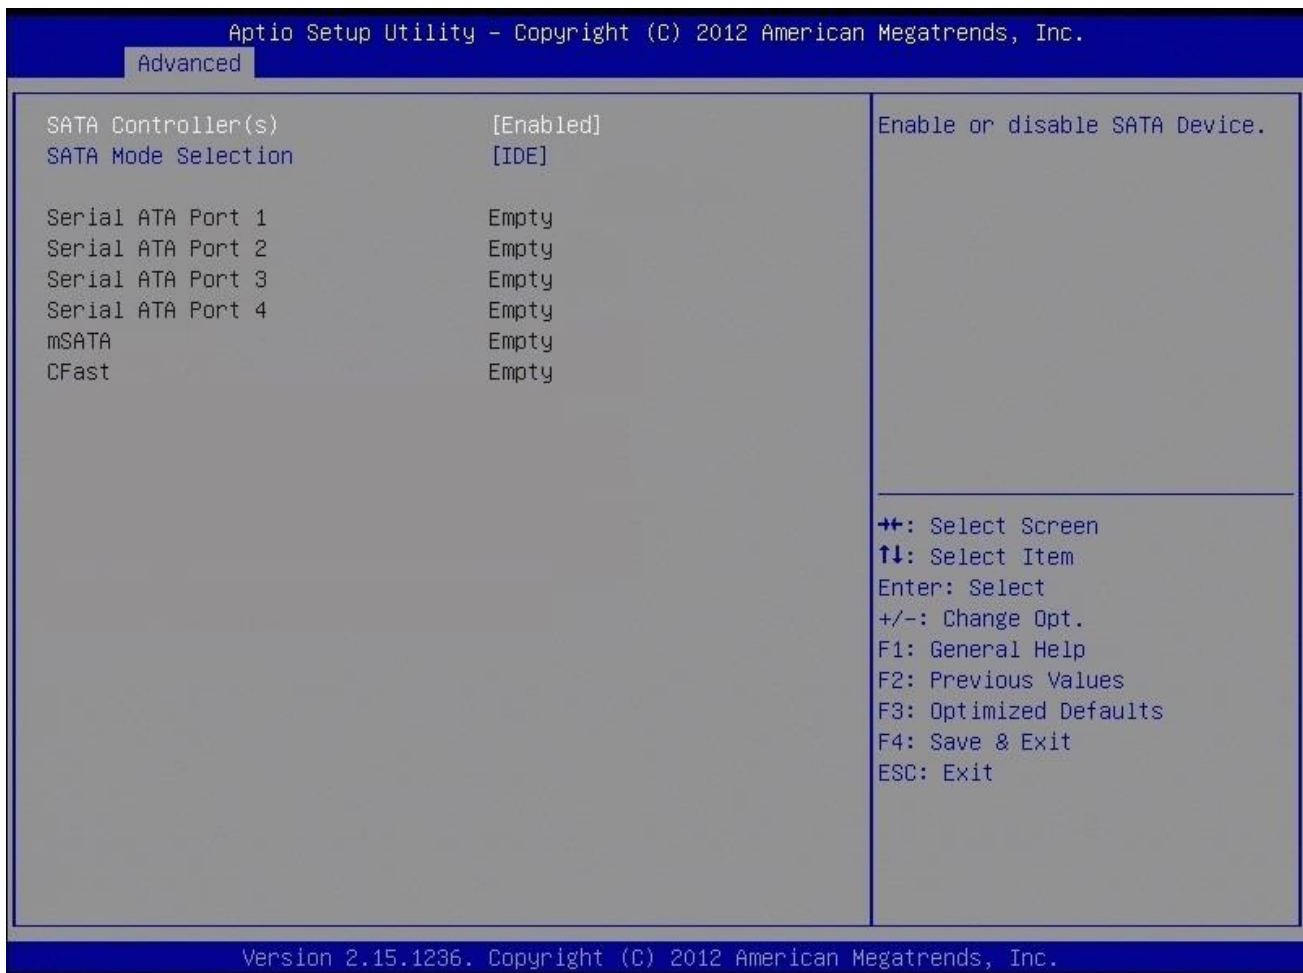 Aptio Setup Utility – Copyright (C) 2012 American Megatrends, Inc.
Advanced
SATA Controller(s) [Enabled]
SATA Mode Selection [IDE]
Serial ATA Port 1 Empty
Serial ATA Port 2 Empty
Serial ATA Port 3 Empty
Serial ATA Port 4 Empty
mSATA Empty
CFast Empty
Enable or disable SATA Device.
→←: Select Screen
↑↓: Select Item
Enter: Select
+/-: Change Opt.
F1: General Help
F2: Previous Values
F3: Optimized Defaults
F4: Save & Exit
ESC: Exit
Version 2.15.1236. Copyright (C) 2012 American Megatrends, Inc.